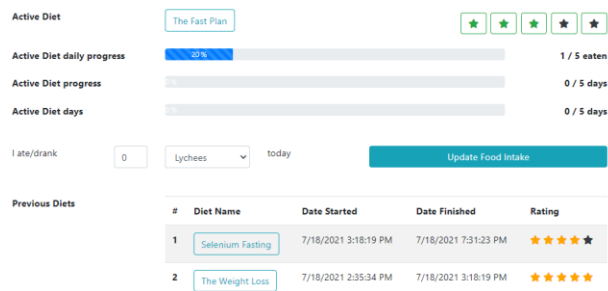 Active Diet The Fast Plan
Active Diet daily progress 20% 1 / 5 eaten
Active Diet progress 0% 0 / 5 days
Active Diet days 0% 0 / 5 days
I ate/drank 0 Lychees today Update Food Intake
Previous Diets
# Diet Name Date Started Date Finished Rating
1 Selenium Fasting 7/18/2021 3:18:19 PM 7/18/2021 7:31:23 PM
2 The Weight Loss 7/18/2021 2:35:34 PM 7/18/2021 3:18:19 PM